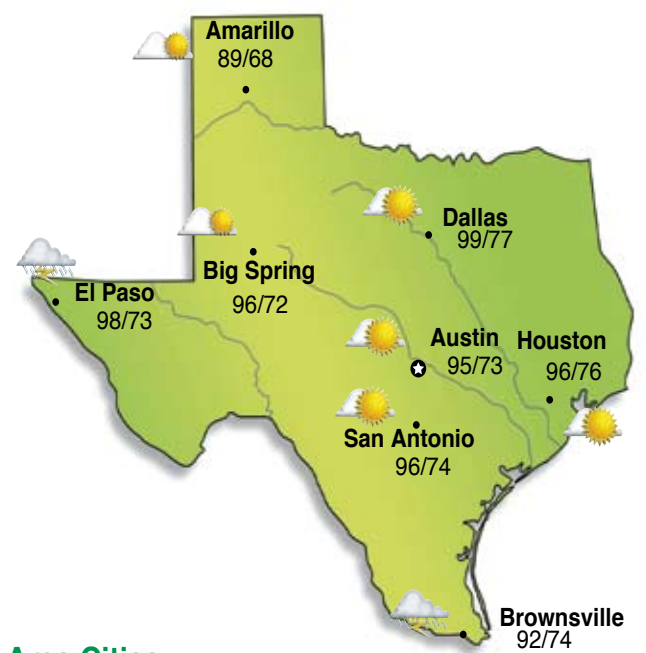 Amarillo
89/68
Dallas
99/77
Big Spring
96/72
El Paso
98/73
Austin
95/73
Houston
96/76
San Antonio
96/74
Brownsville
92/74